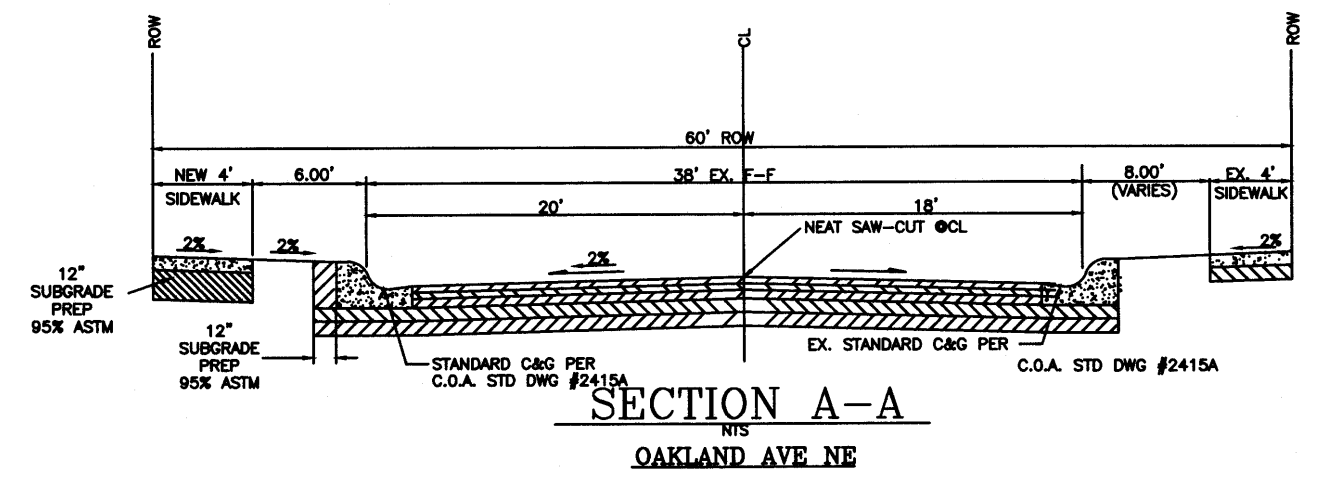 ROW
CL
ROW
60' ROW
NEW 4'
SIDEWALK
6.00'
38' EX. F-F
8.00'
(VARIES)
EX. 4'
SIDEWALK
20'
18'
NEAT SAW-CUT @CL
2%
2%
2%
2%
12"
SUBGRADE
PREP
95% ASTM
12"
SUBGRADE
PREP
95% ASTM
STANDARD C&G PER
C.O.A. STD DWG #2415A
EX. STANDARD C&G PER
C.O.A. STD DWG #2415A
SECTION A-A
NTS
OAKLAND AVE NE